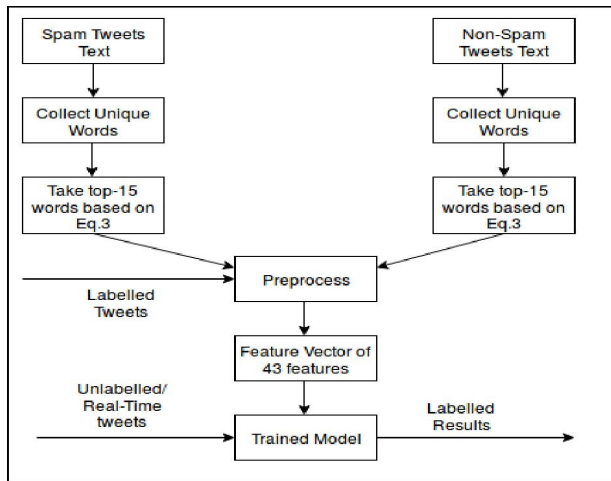 Spam Tweets
Text
Non-Spam
Tweets Text
Collect Unique
Words
Collect Unique
Words
Take top-15
words based on
Eq.3
Take top-15
words based on
Eq.3
Preprocess
Labelled
Tweets
Feature Vector of
43 features
Unlabelled/
Real-Time
tweets
Trained Model
Labelled
Results